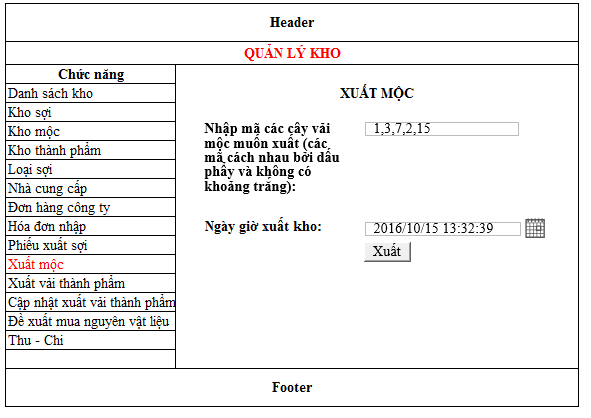 Header
QUẢN LÝ KHO
Chức năng
Danh sách kho
Kho sợi
Kho mộc
Kho thành phẩm
Loại sợi
Nhà cung cấp
Đơn hàng công ty
Hóa đơn nhập
Phiếu xuất sợi
Xuất mộc
Xuất vải thành phẩm
Cập nhật xuất vải thành phẩm
Đề xuất mua nguyên vật liệu
Thu - Chi
XUẤT MỘC
Nhập mã các cây vải
mộc muốn xuất (các
mã cách nhau bởi dấu
phẩy và không có
khoảng trắng):
1,3,7,2,15
Ngày giờ xuất kho:
2016/10/15 13:32:39
Xuất
Footer